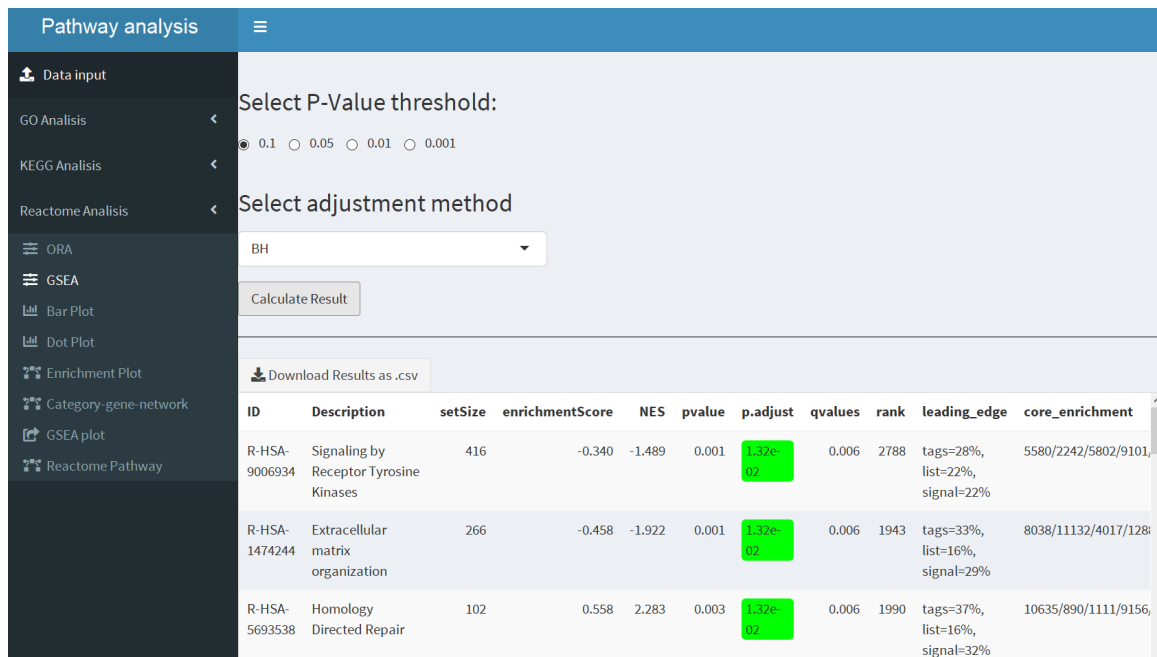 Pathway analysis
Data input
GO Analisis
KEGG Analisis
Reactome Analisis
ORA
GSEA
Bar Plot
Dot Plot
Enrichment Plot
Category-gene-network
GSEA plot
Reactome Pathway
Select P-Value threshold:
0.1 0.05 0.01 0.001
Select adjustment method
BH
Calculate Result
Download Results as .csv
ID Description setSize enrichmentScore NES pvalue p.adjust qvalues rank leading_edge core_enrichment
R-HSA- Signaling by 416 -0.340 -1.489 0.001 1.32e- 0.006 2788 tags=28%, 5580/2242/5802/9101/
9006934 Receptor Tyrosine 02 list=22%,
Kinases signal=22%
R-HSA- Extracellular 266 -0.458 -1.922 0.001 1.32e- 0.006 1943 tags=33%, 8038/11132/4017/128
1474244 matrix 02 list=16%,
organization signal=29%
R-HSA- Homology 102 0.558 2.283 0.003 1.32e- 0.006 1990 tags=37%, 10635/890/1111/9156/
5693538 Directed Repair 02 list=16%,
signal=32%